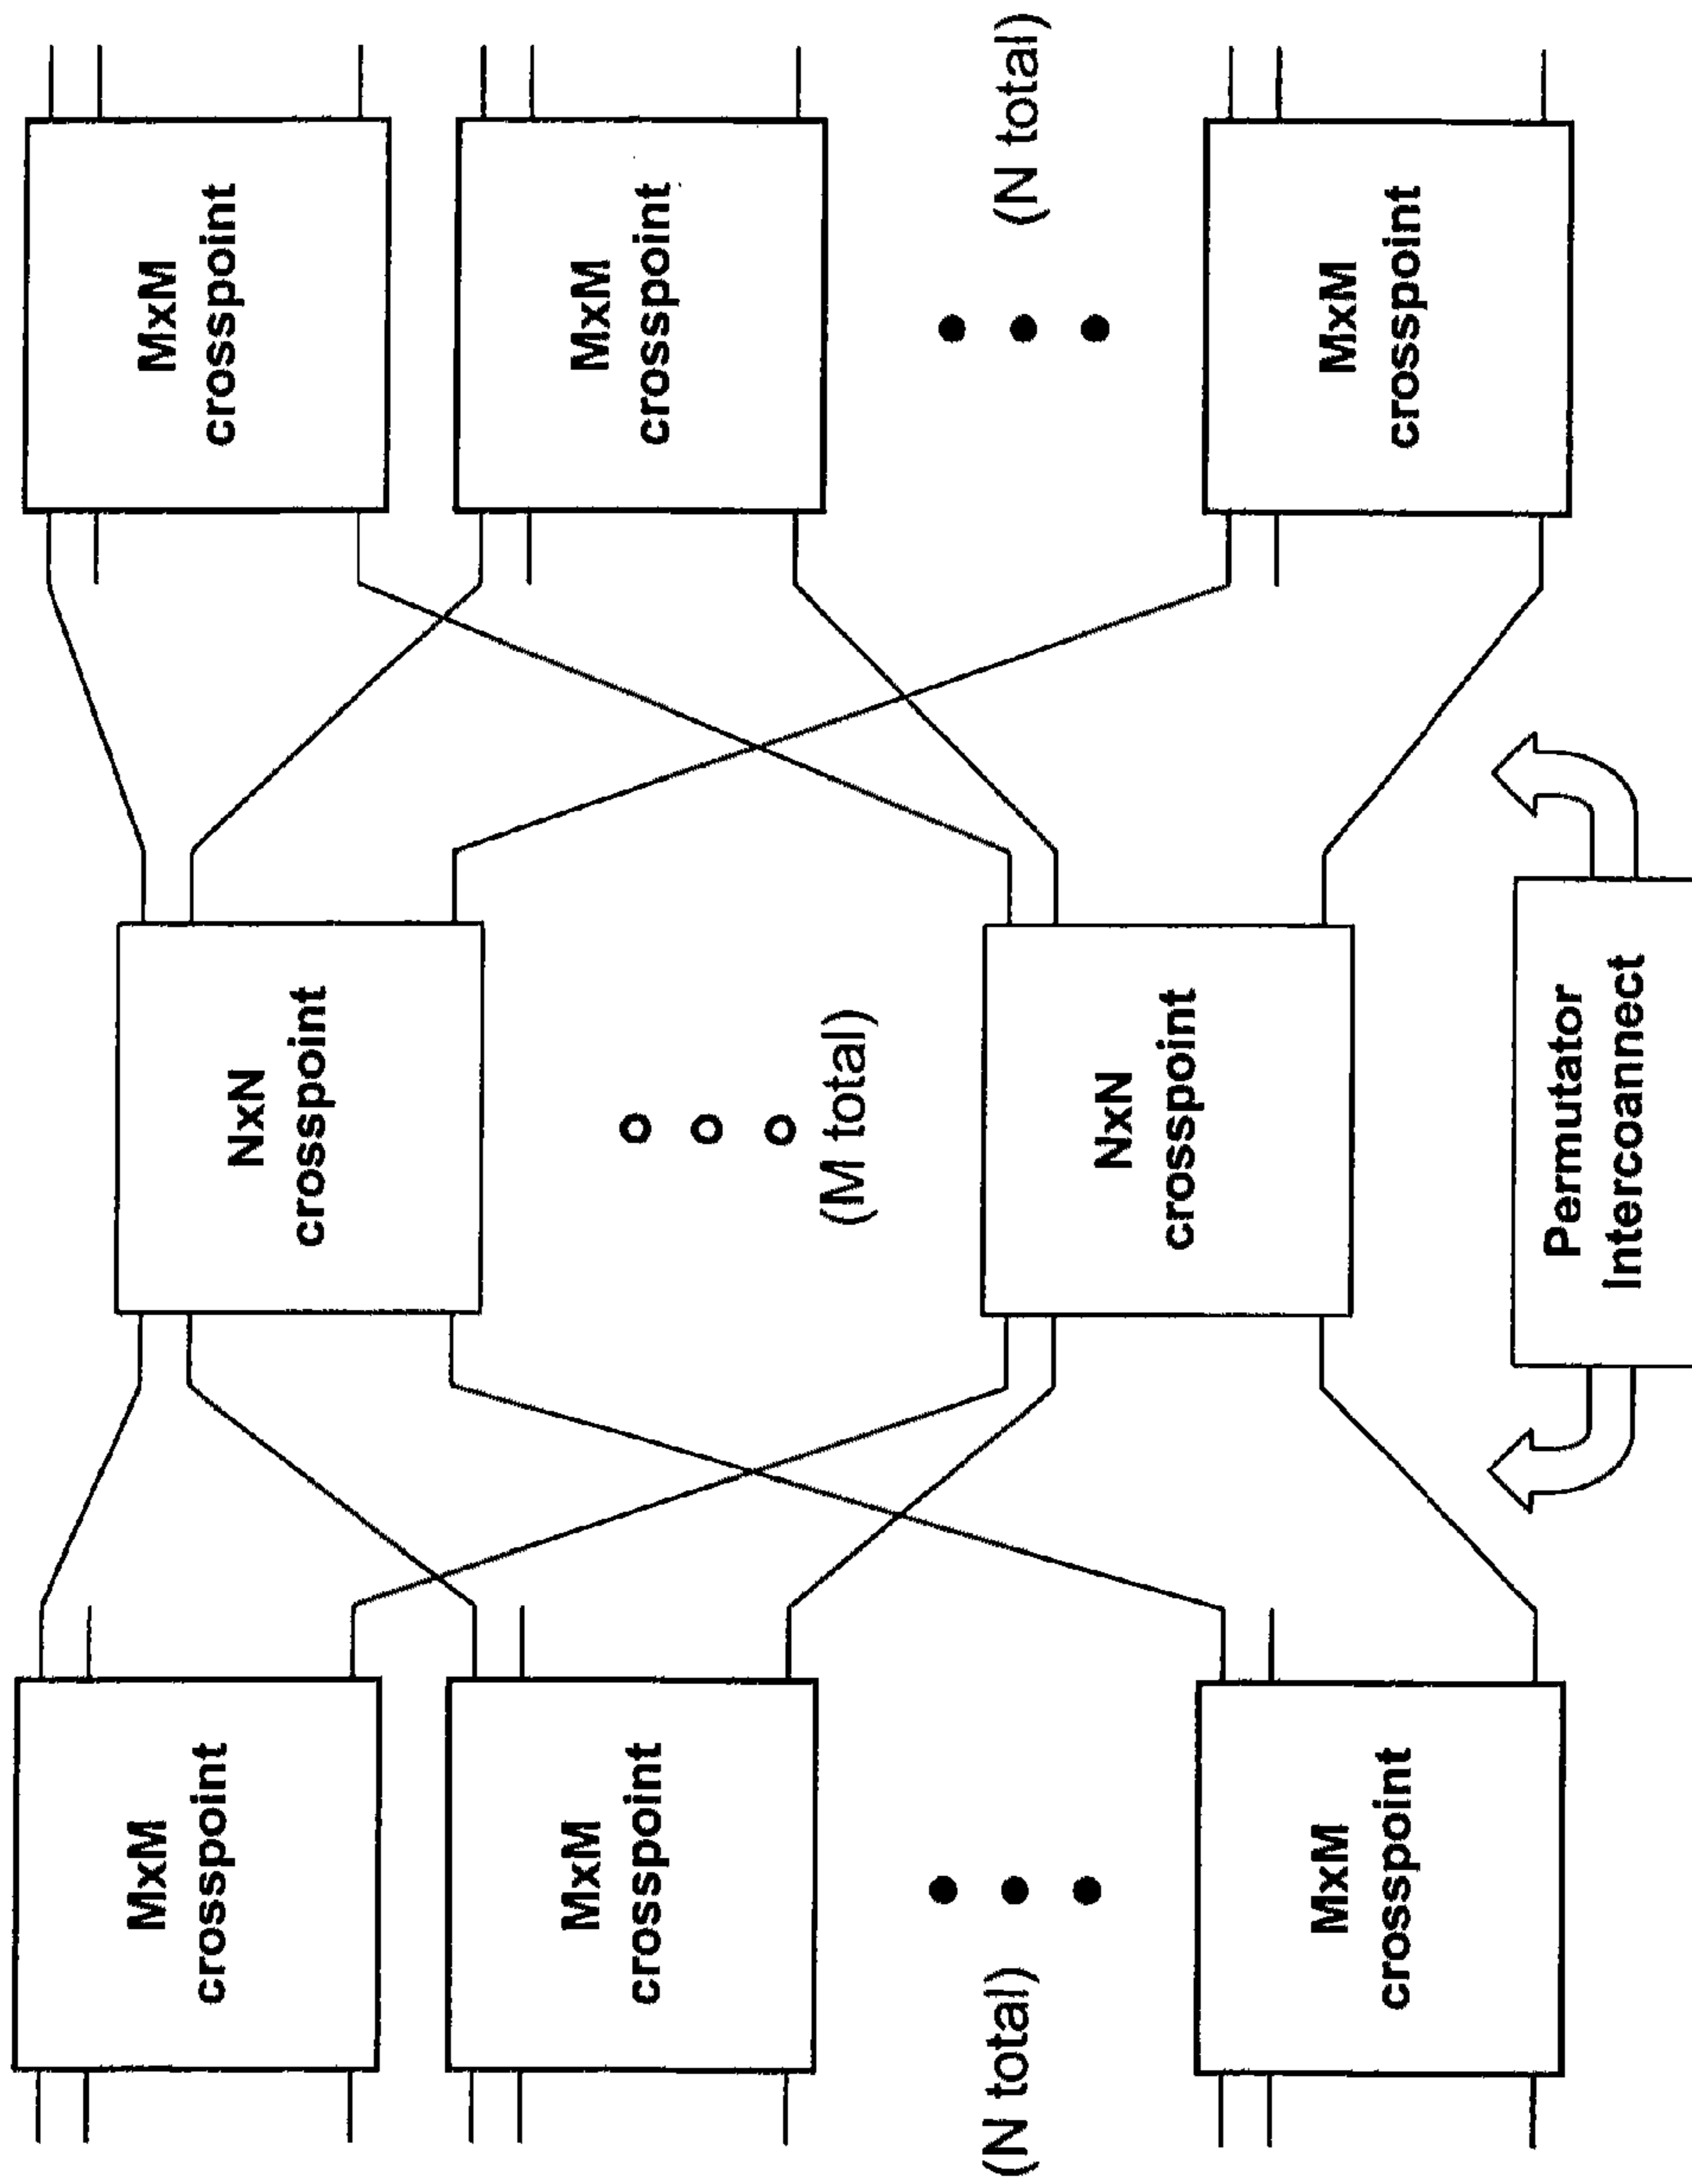 MxM
crosspoint
MxM
crosspoint
(N total)
MxM
crosspoint
NxN
crosspoint
(M total)
NxN
crosspoint
Permutator
Intercoannect
MxM
crosspoint
MxM
crosspoint
(N total)
MxM
crosspoint